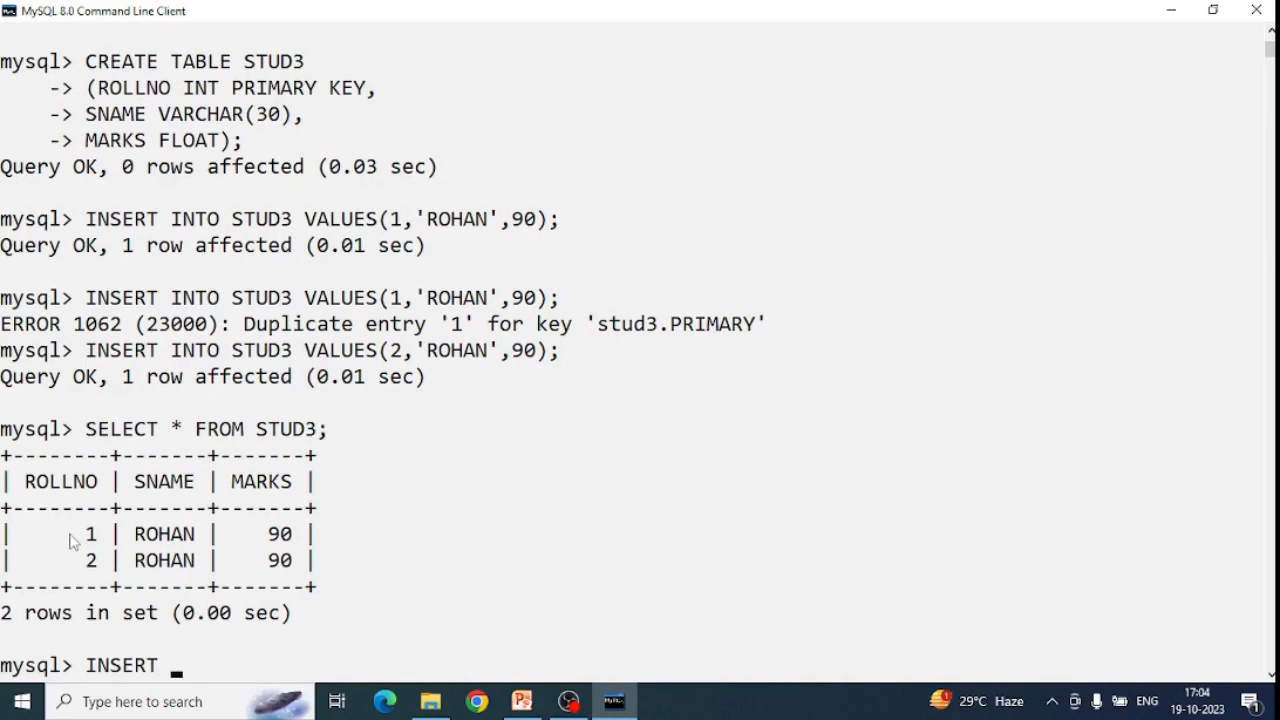 MySQL 8.0 Command Line Client
mysql> CREATE TABLE STUD3
-> (ROLLNO INT PRIMARY KEY,
-> SNAME VARCHAR(30),
-> MARKS FLOAT);
Query OK, 0 rows affected (0.03 sec)
mysql> INSERT INTO STUD3 VALUES(1,'ROHAN',90);
Query OK, 1 row affected (0.01 sec)
mysql> INSERT INTO STUD3 VALUES(1,'ROHAN',90);
ERROR 1062 (23000): Duplicate entry '1' for key 'stud3.PRIMARY'
mysql> INSERT INTO STUD3 VALUES(2,'ROHAN',90);
Query OK, 1 row affected (0.01 sec)
mysql> SELECT * FROM STUD3;
+--------+-------+-------+
| ROLLNO | SNAME | MARKS |
+--------+-------+-------+
|      1 | ROHAN |    90 |
|      2 | ROHAN |    90 |
+--------+-------+-------+
2 rows in set (0.00 sec)
mysql> INSERT _
Type here to search
29°C Haze
ENG
17:04
19-10-2023